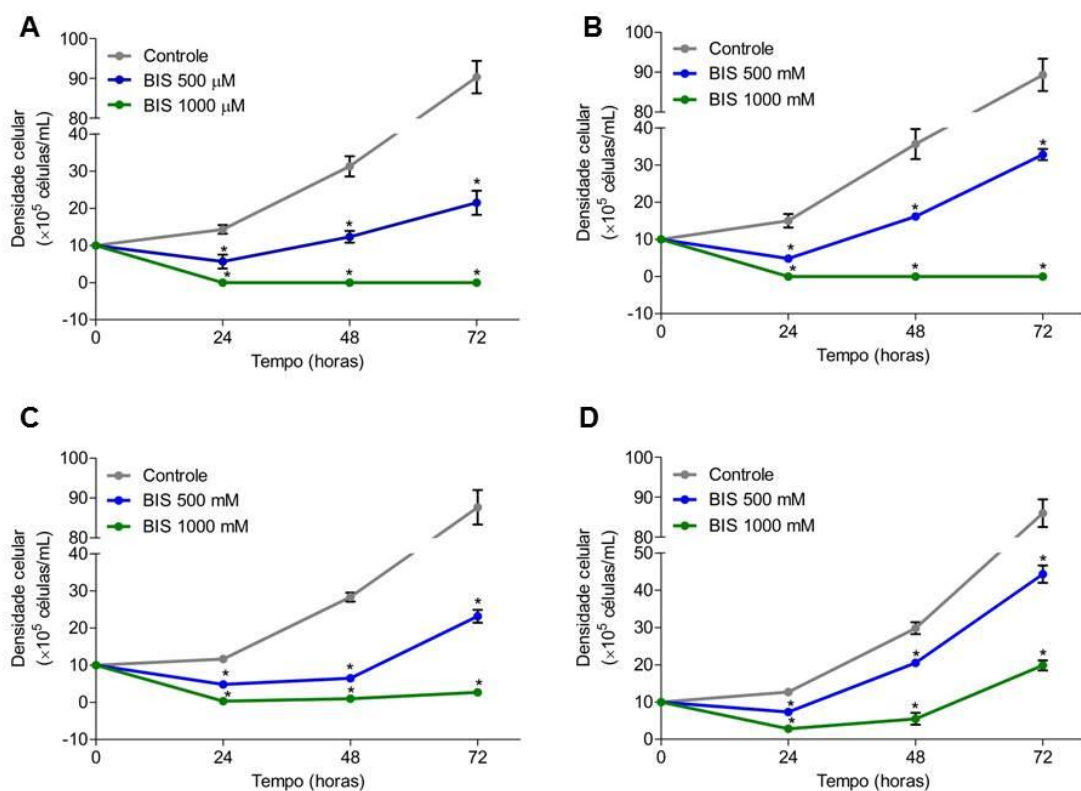 A
Controle
BIS 500 μM
BIS 1000 μM
Densidade celular
(×10⁵ células/mL)
100
90
80
40
30
20
10
0
-10
*
*
*
*
*
*
0
24
48
72
Tempo (horas)
B
Controle
BIS 500 mM
BIS 1000 mM
Densidade celular
(×10⁵ células/mL)
100
90
80
40
30
20
10
0
-10
*
*
*
*
*
*
0
24
48
72
Tempo (horas)
C
Controle
BIS 500 mM
BIS 1000 mM
Densidade celular
(×10⁵ células/mL)
100
90
80
40
30
20
10
0
-10
*
*
*
*
*
*
0
24
48
72
Tempo (horas)
D
Controle
BIS 500 mM
BIS 1000 mM
Densidade celular
(×10⁵ células/mL)
100
90
80
50
40
30
20
10
0
*
*
*
*
*
*
0
24
48
72
Tempo (horas)